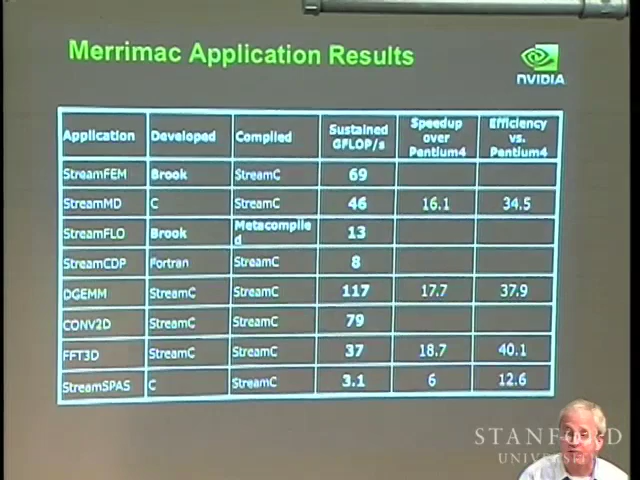 Merrimac Application Results
NVIDIA
Application Developed Compiled Sustained GFLOP/s Speedup over Pentium4 Efficiency vs. Pentium4
StreamFEM Brook StreamC 69
StreamMD C StreamC 46 16.1 34.5
StreamFLO Brook Metacompiled 13
StreamCDP Fortran StreamC 8
DGEMM StreamC StreamC 117 17.7 37.9
CONV2D StreamC StreamC 79
FFT3D StreamC StreamC 37 18.7 40.1
StreamSPAS C StreamC 3.1 6 12.6
STANFORD
UNIVERSITY